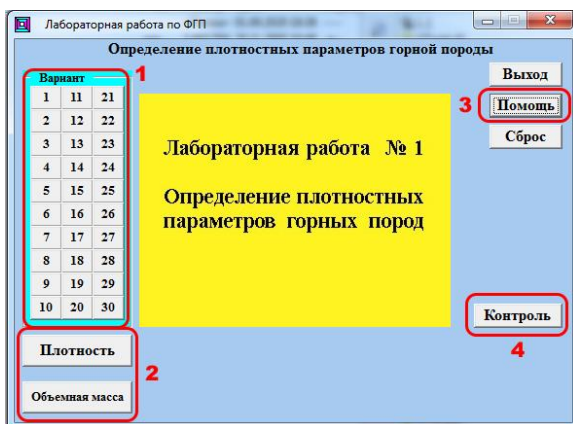 Лабораторная работа по ФГП
Определение плотностных параметров горной породы
Вариант
1
1 11 21
2 12 22
3 13 23
4 14 24
5 15 25
6 16 26
7 17 27
8 18 28
9 19 29
10 20 30
Лабораторная работа № 1
Определение плотностных
параметров горных пород
Выход
3 Помощь
Сброс
Контроль
4
Плотность
2
Объемная масса